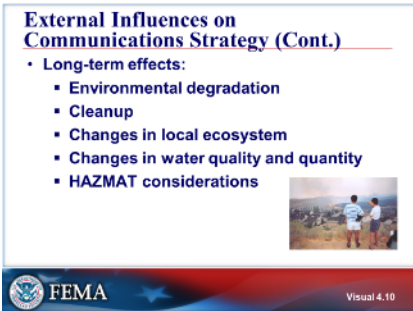 External Influences on
Communications Strategy (Cont.)
• Long-term effects:
▪ Environmental degradation
▪ Cleanup
▪ Changes in local ecosystem
▪ Changes in water quality and quantity
▪ HAZMAT considerations
FEMA
Visual 4.10